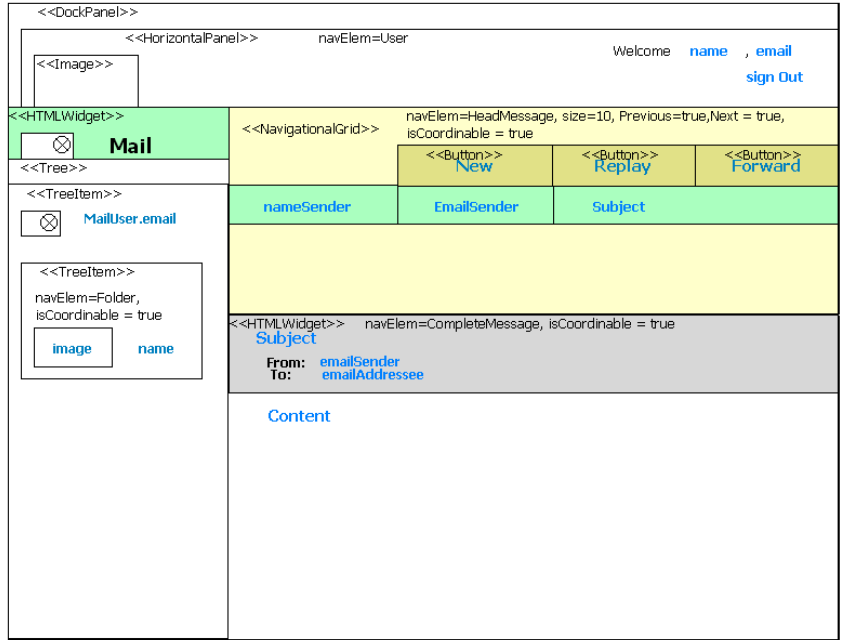 <<DockPanel>>
<<HorizontalPanel>> navElem=User
<<Image>>
Welcome name , email
sign Out
<<HTMLWidget>>
Mail
<<Tree>>
<<TreeItem>>
MailUser.email
<<TreeItem>>
navElem=Folder,
isCoordinable = true
image name
<<NavigationalGrid>>
navElem=HeadMessage, size=10, Previous=true,Next = true,
isCoordinable = true
<<Button>> <<Button>> <<Button>>
New Replay Forward
nameSender EmailSender Subject
<<HTMLWidget>> navElem=CompleteMessage, isCoordinable = true
Subject
From: emailSender
To: emailAddressee
Content